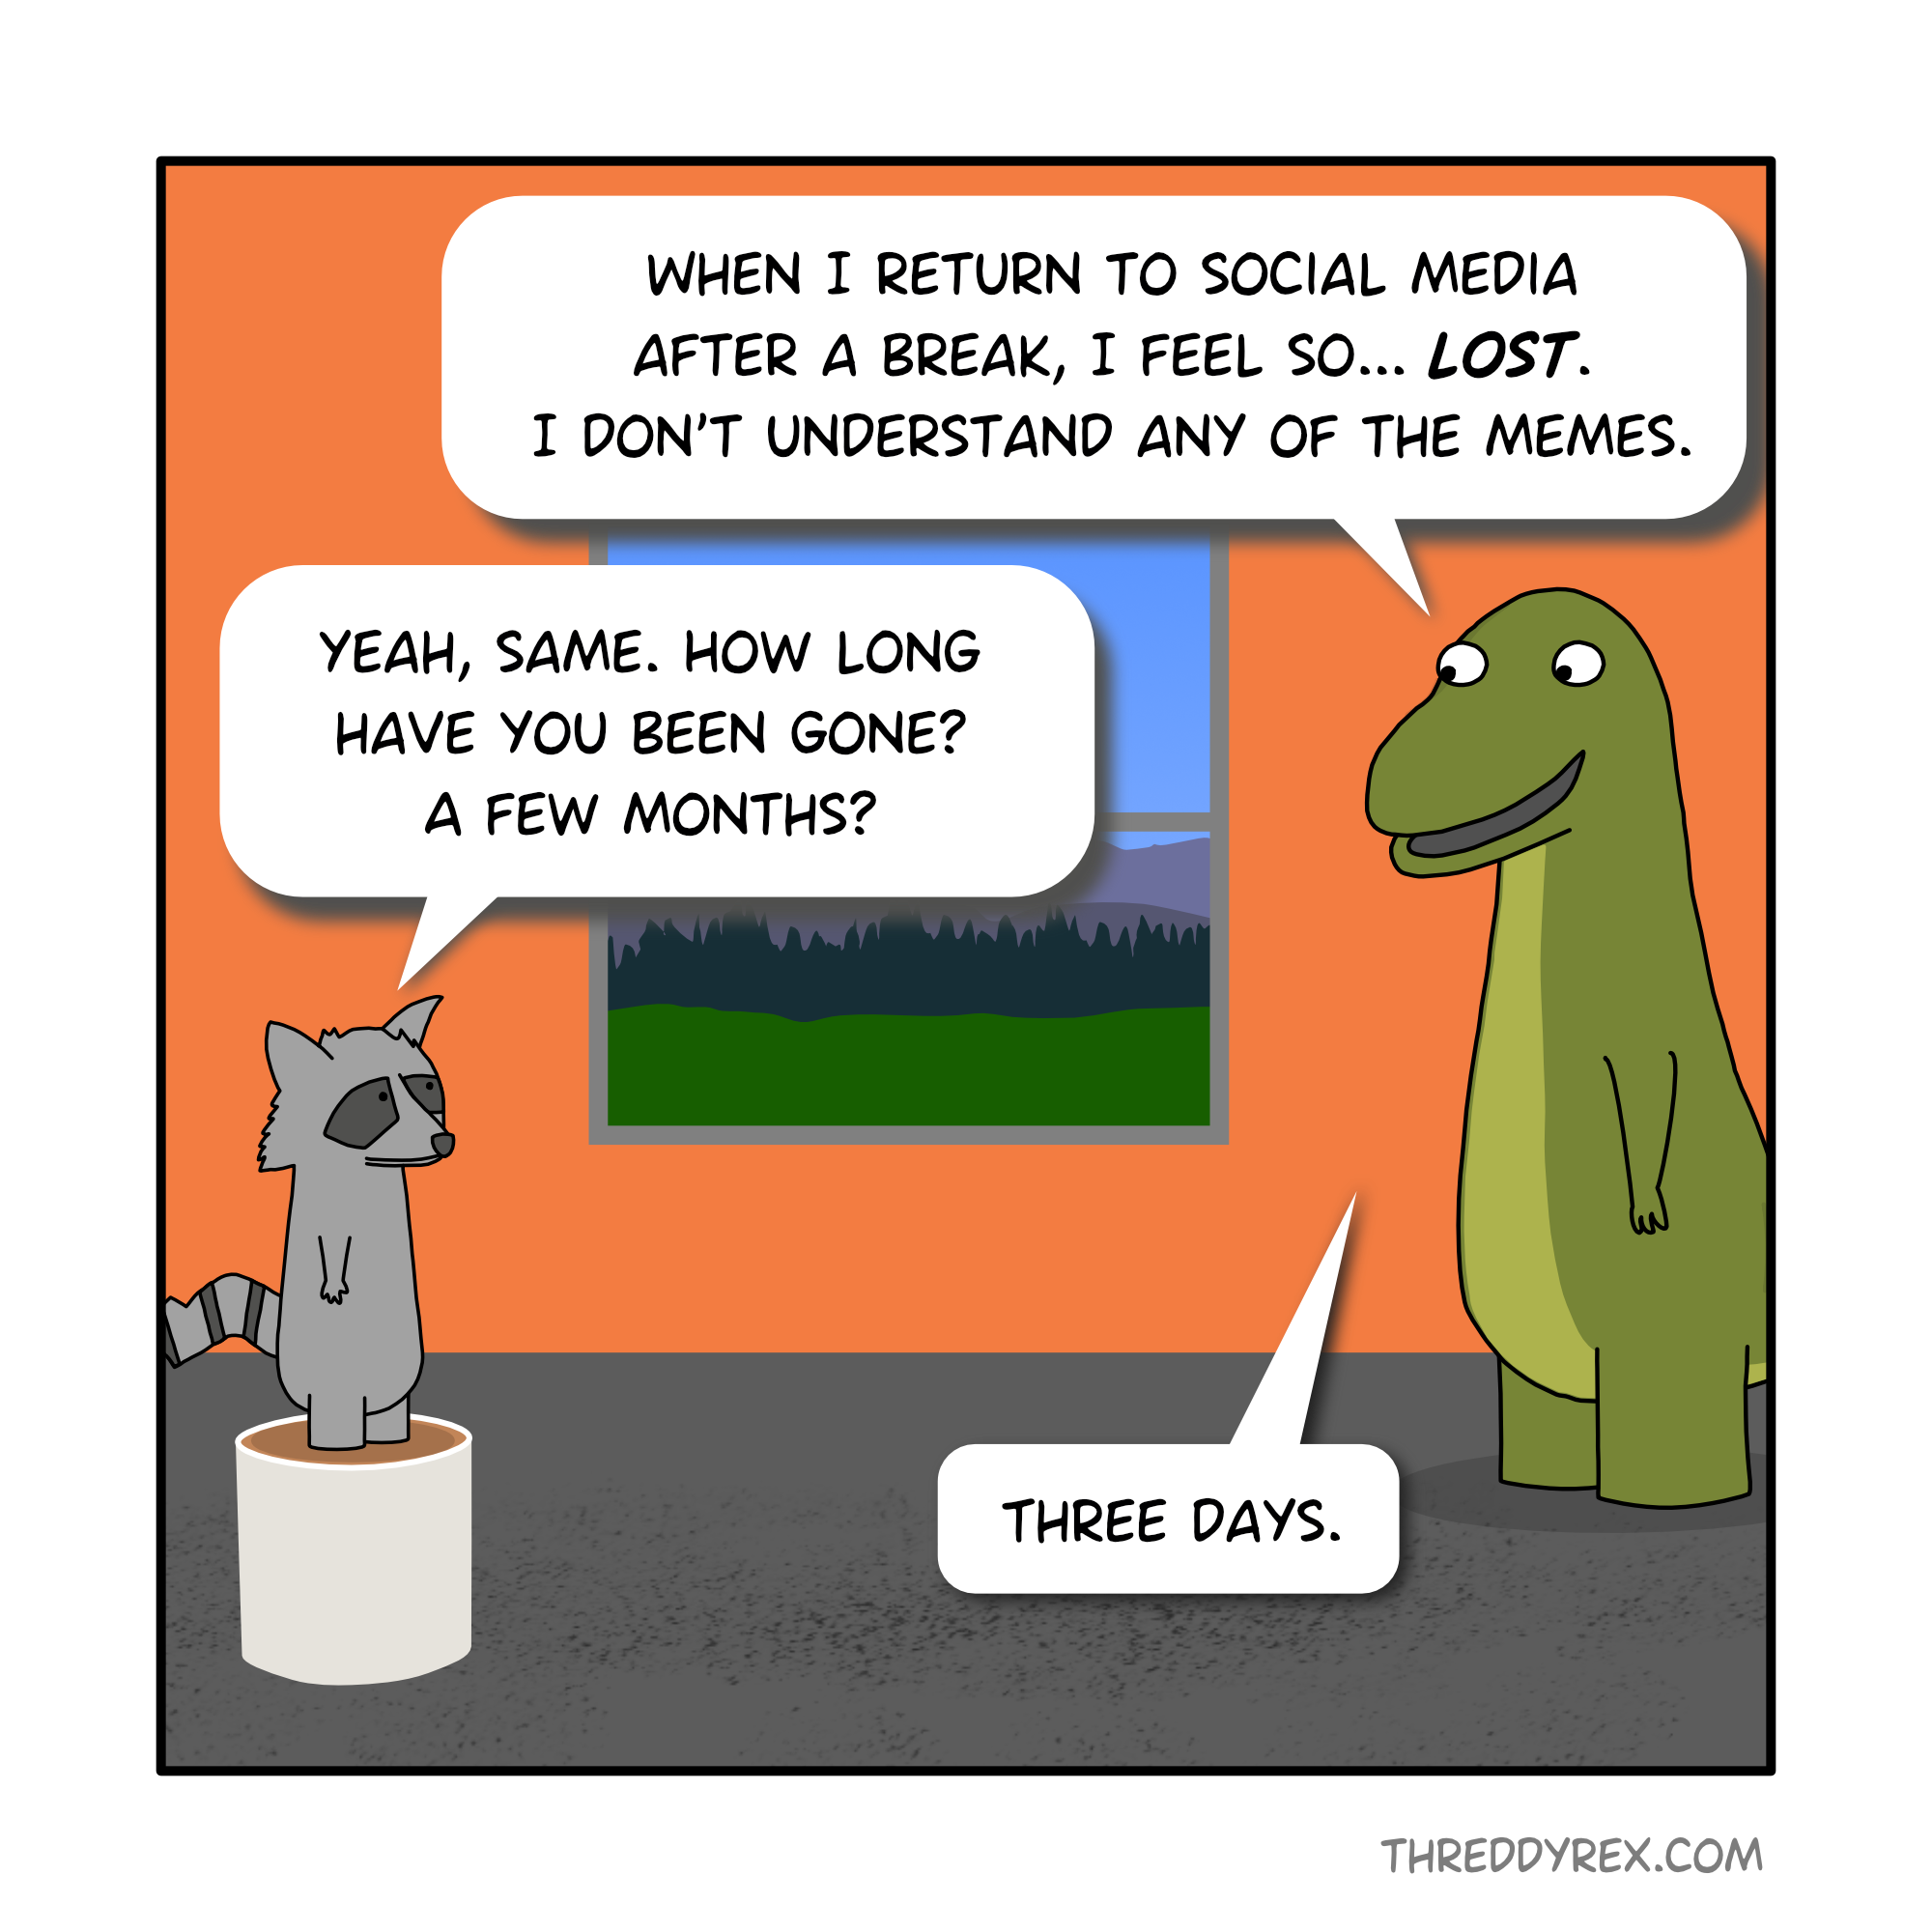 WHEN I RETURN TO SOCIAL MEDIA
AFTER A BREAK, I FEEL SO... LOST.
I DON'T UNDERSTAND ANY OF THE MEMES.
YEAH, SAME. HOW LONG
HAVE YOU BEEN GONE?
A FEW MONTHS?
THREE DAYS.
THREDDYREX.COM